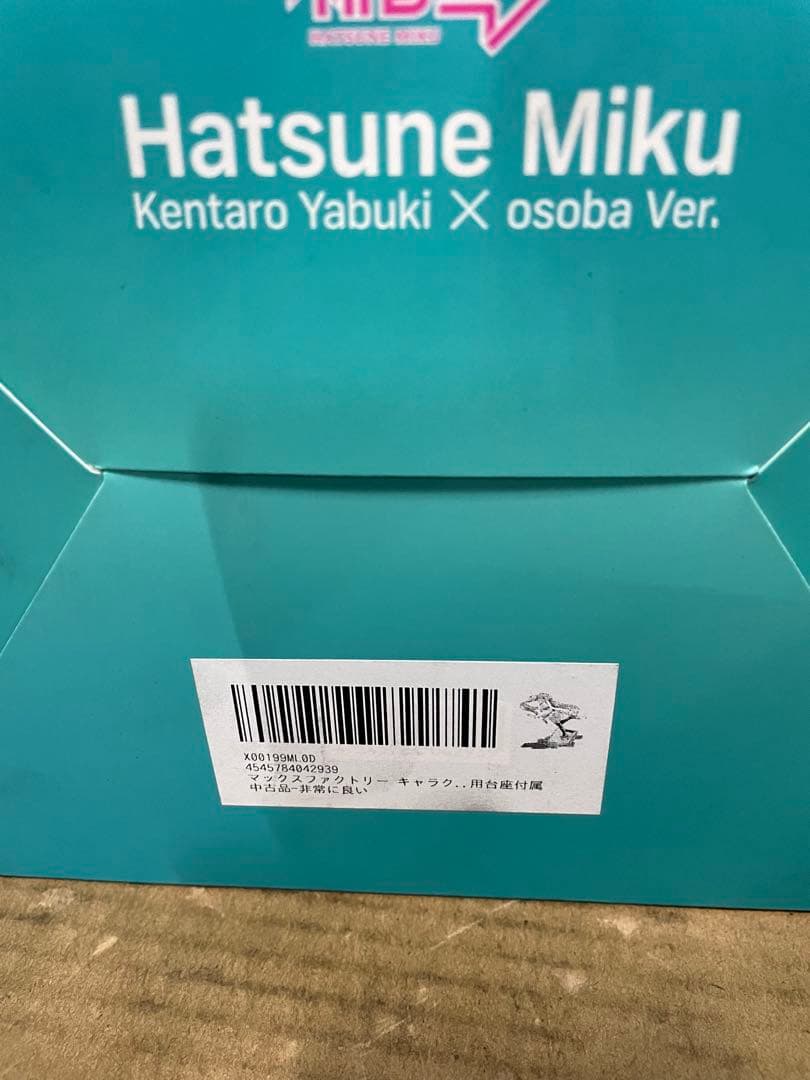 HATSUNE MIKU
Hatsune Miku
Kentaro Yabuki × osoba Ver.
X00199ML0D
4545784042939
マックスファクトリー キャラク..用台座付属
中古品-非常に良い